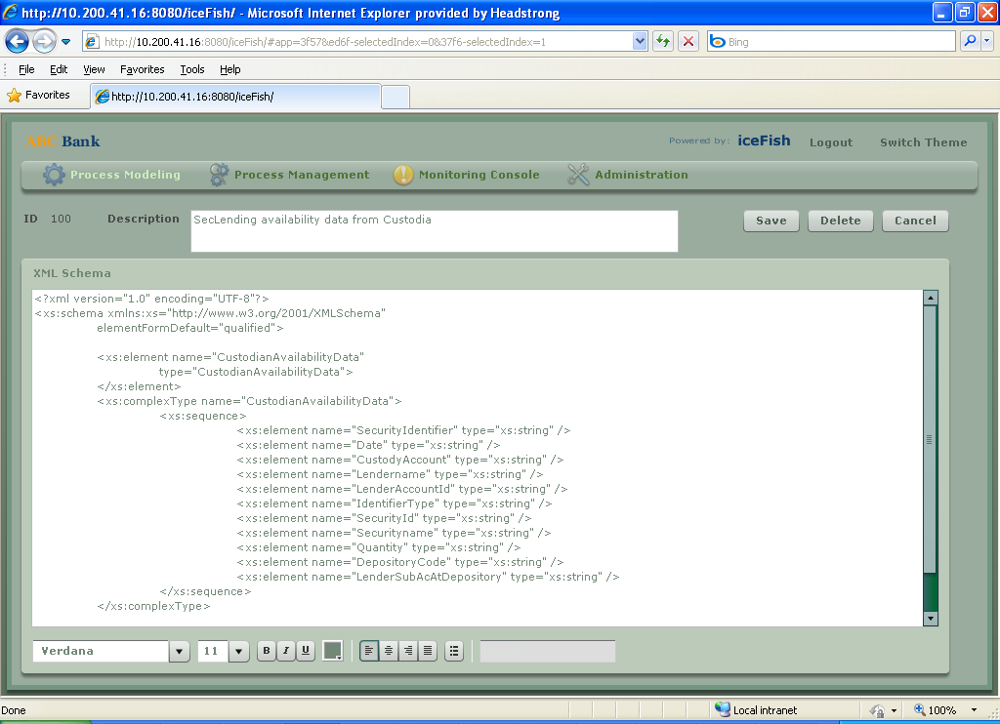 http://10.200.41.16:8080/iceFish/ - Microsoft Internet Explorer provided by Headstrong
http://10.200.41.16:8080/iceFish/#app=3f57&ed6f-selectedIndex=0&37f6-selectedIndex=1
Bing
File Edit View Favorites Tools Help
Favorites http://10.200.41.16:8080/iceFish/
ABC Bank
Powered by: iceFish Logout Switch Theme
Process Modeling Process Management Monitoring Console Administration
ID 100 Description SecLending availability data from Custodia Save Delete Cancel
XML Schema
<?xml version="1.0" encoding="UTF-8"?>
<xs:schema xmlns:xs="http://www.w3.org/2001/XMLSchema"
elementFormDefault="qualified">
<xs:element name="CustodianAvailabilityData"
type="CustodianAvailabilityData">
</xs:element>
<xs:complexType name="CustodianAvailabilityData">
<xs:sequence>
<xs:element name="SecurityIdentifier" type="xs:string" />
<xs:element name="Date" type="xs:string" />
<xs:element name="CustodyAccount" type="xs:string" />
<xs:element name="Lendername" type="xs:string" />
<xs:element name="LenderAccountId" type="xs:string" />
<xs:element name="IdentifierType" type="xs:string" />
<xs:element name="SecurityId" type="xs:string" />
<xs:element name="Securityname" type="xs:string" />
<xs:element name="Quantity" type="xs:string" />
<xs:element name="DepositoryCode" type="xs:string" />
<xs:element name="LenderSubAcAtDepository" type="xs:string" />
</xs:sequence>
</xs:complexType>
Verdana 11 B I U
Done Local intranet 100%